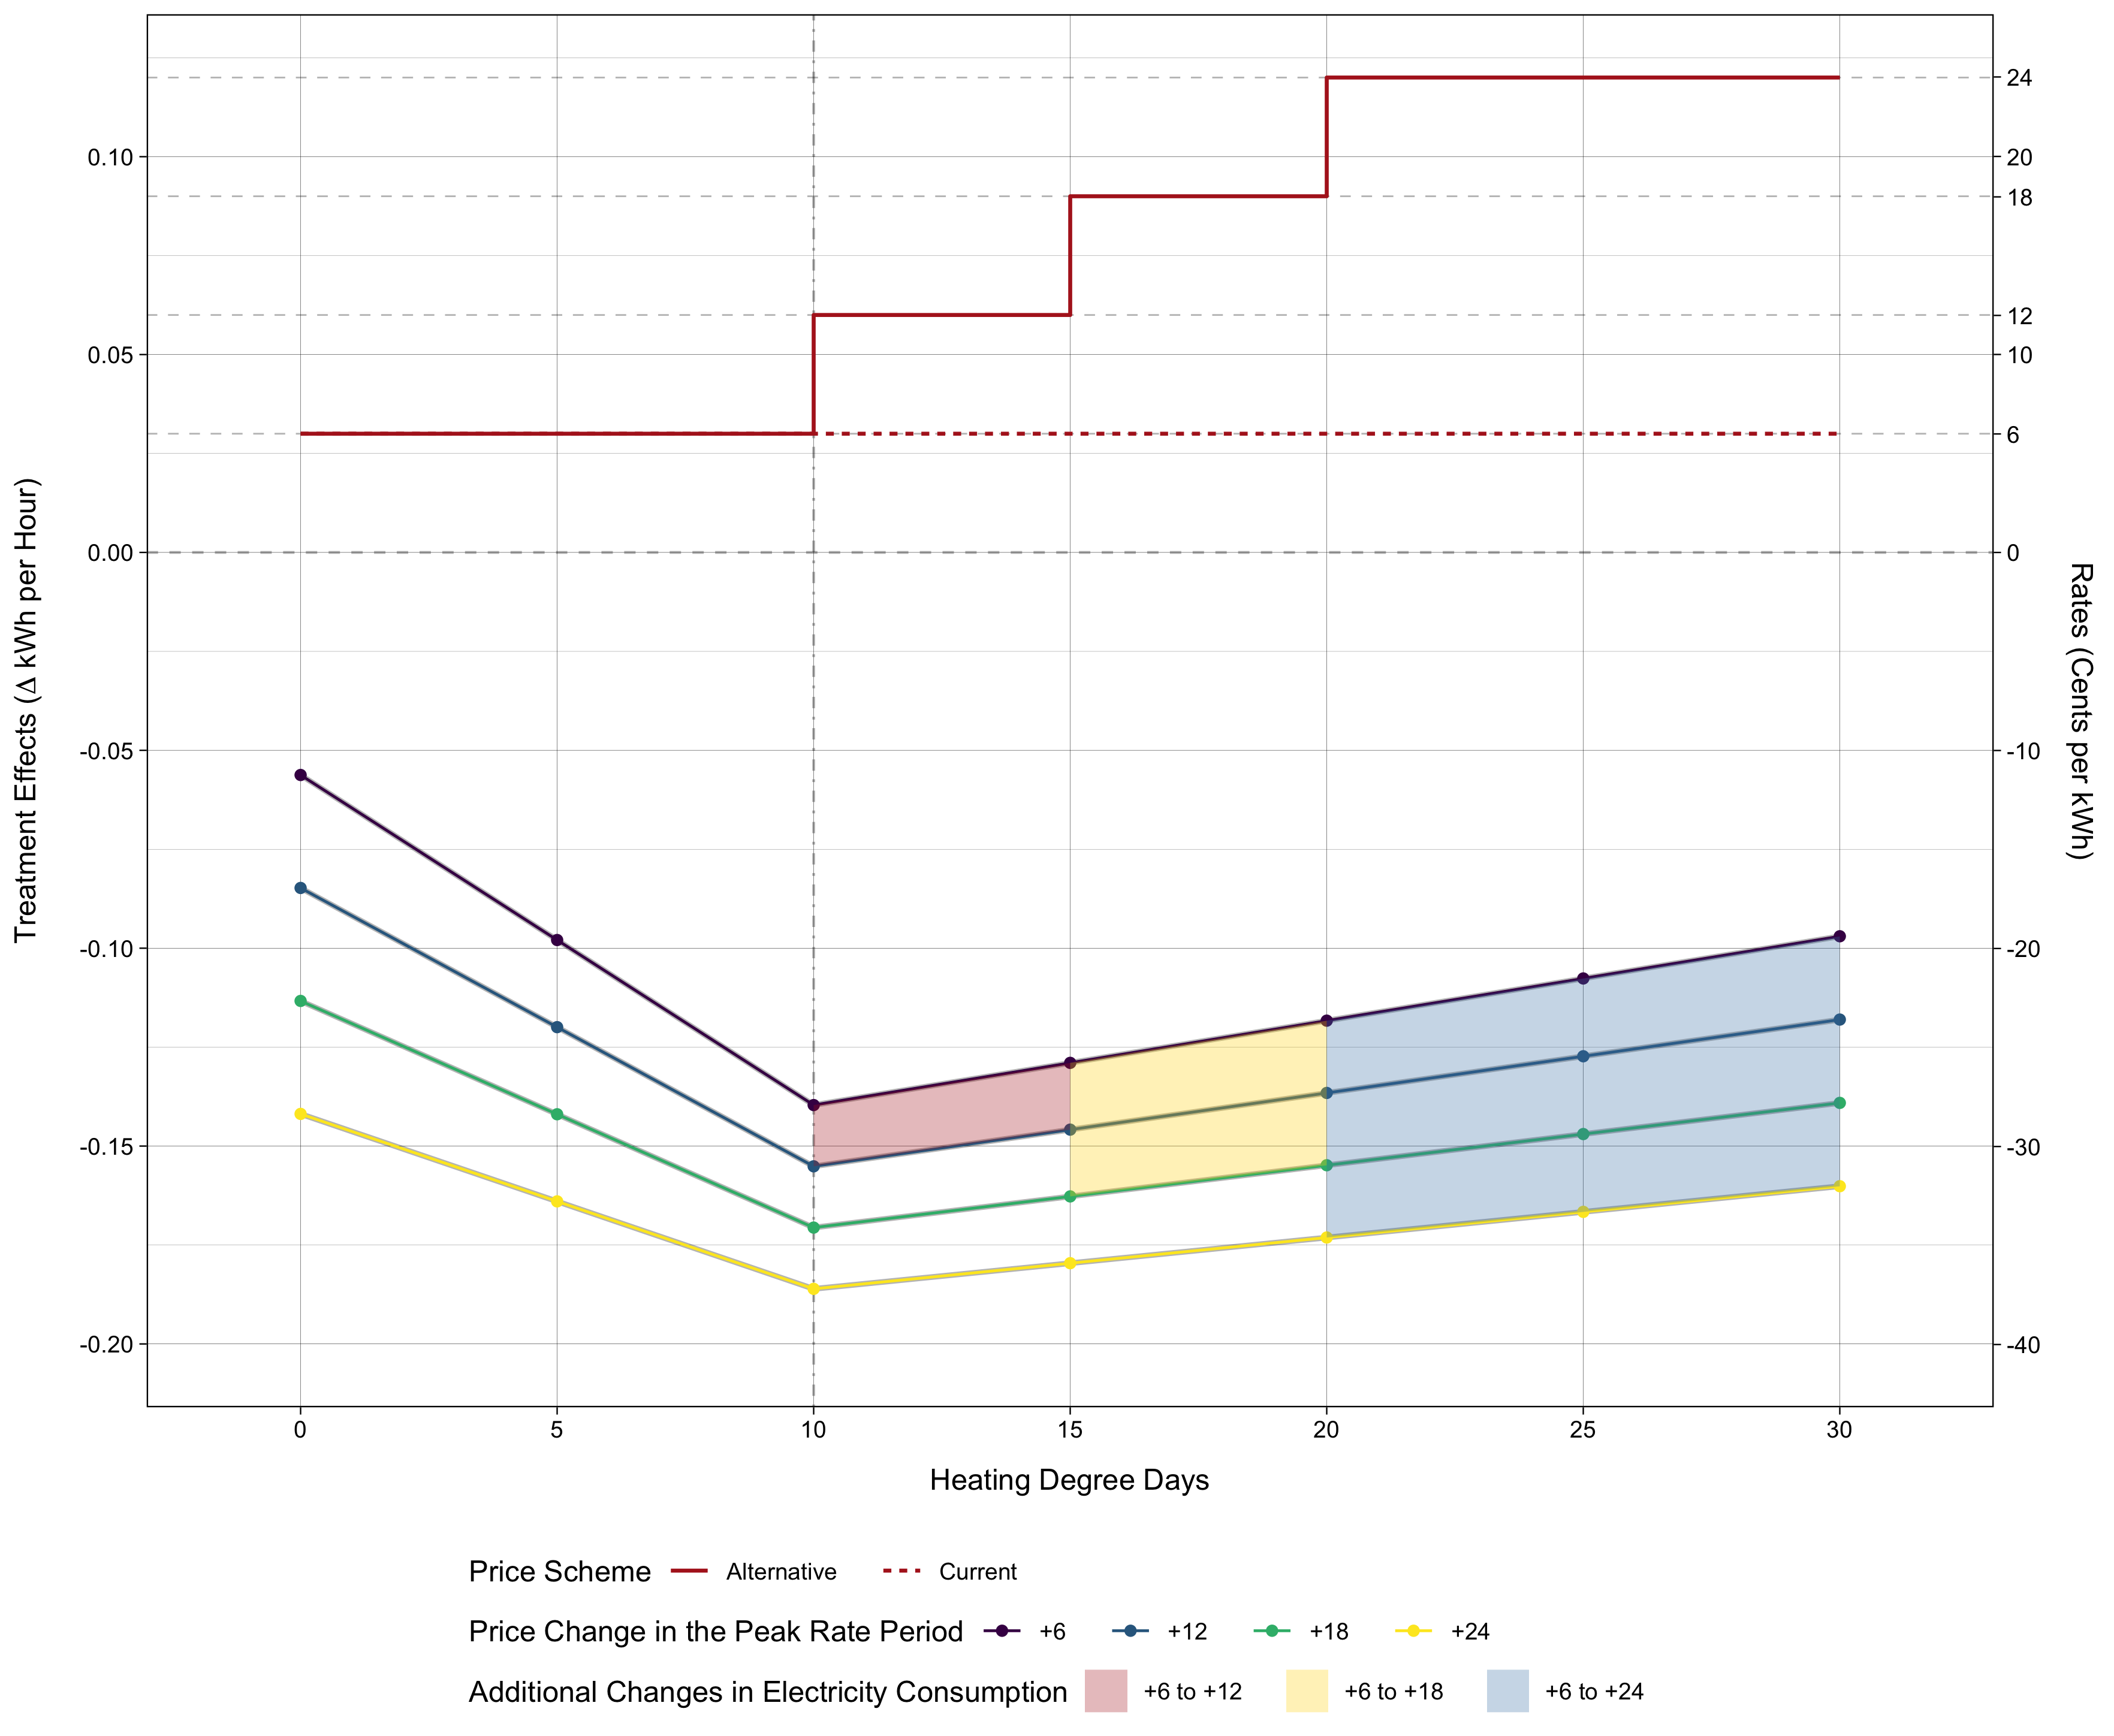 Treatment Effects (Δ kWh per Hour)
0.10
0.05
0.00
-0.05
-0.10
-0.15
-0.20
24
20
18
12
10
6
0
-10
-20
-30
-40
Rates (Cents per kWh)
0 5 10 15 20 25 30
Heating Degree Days
Price Scheme Alternative Current
Price Change in the Peak Rate Period +6 +12 +18 +24
Additional Changes in Electricity Consumption +6 to +12 +6 to +18 +6 to +24